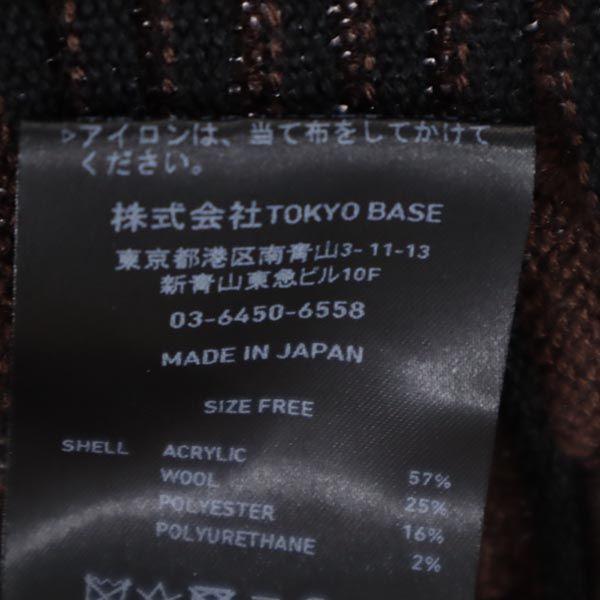 ▷アイロンは、当て布をしてかけて
ください。
株式会社TOKYO BASE
東京都港区南青山3-11-13
新青山東急ビル10F
03-6450-6558
MADE IN JAPAN
SIZE FREE
SHELL ACRYLIC 57%
WOOL 25%
POLYESTER 16%
POLYURETHANE 2%